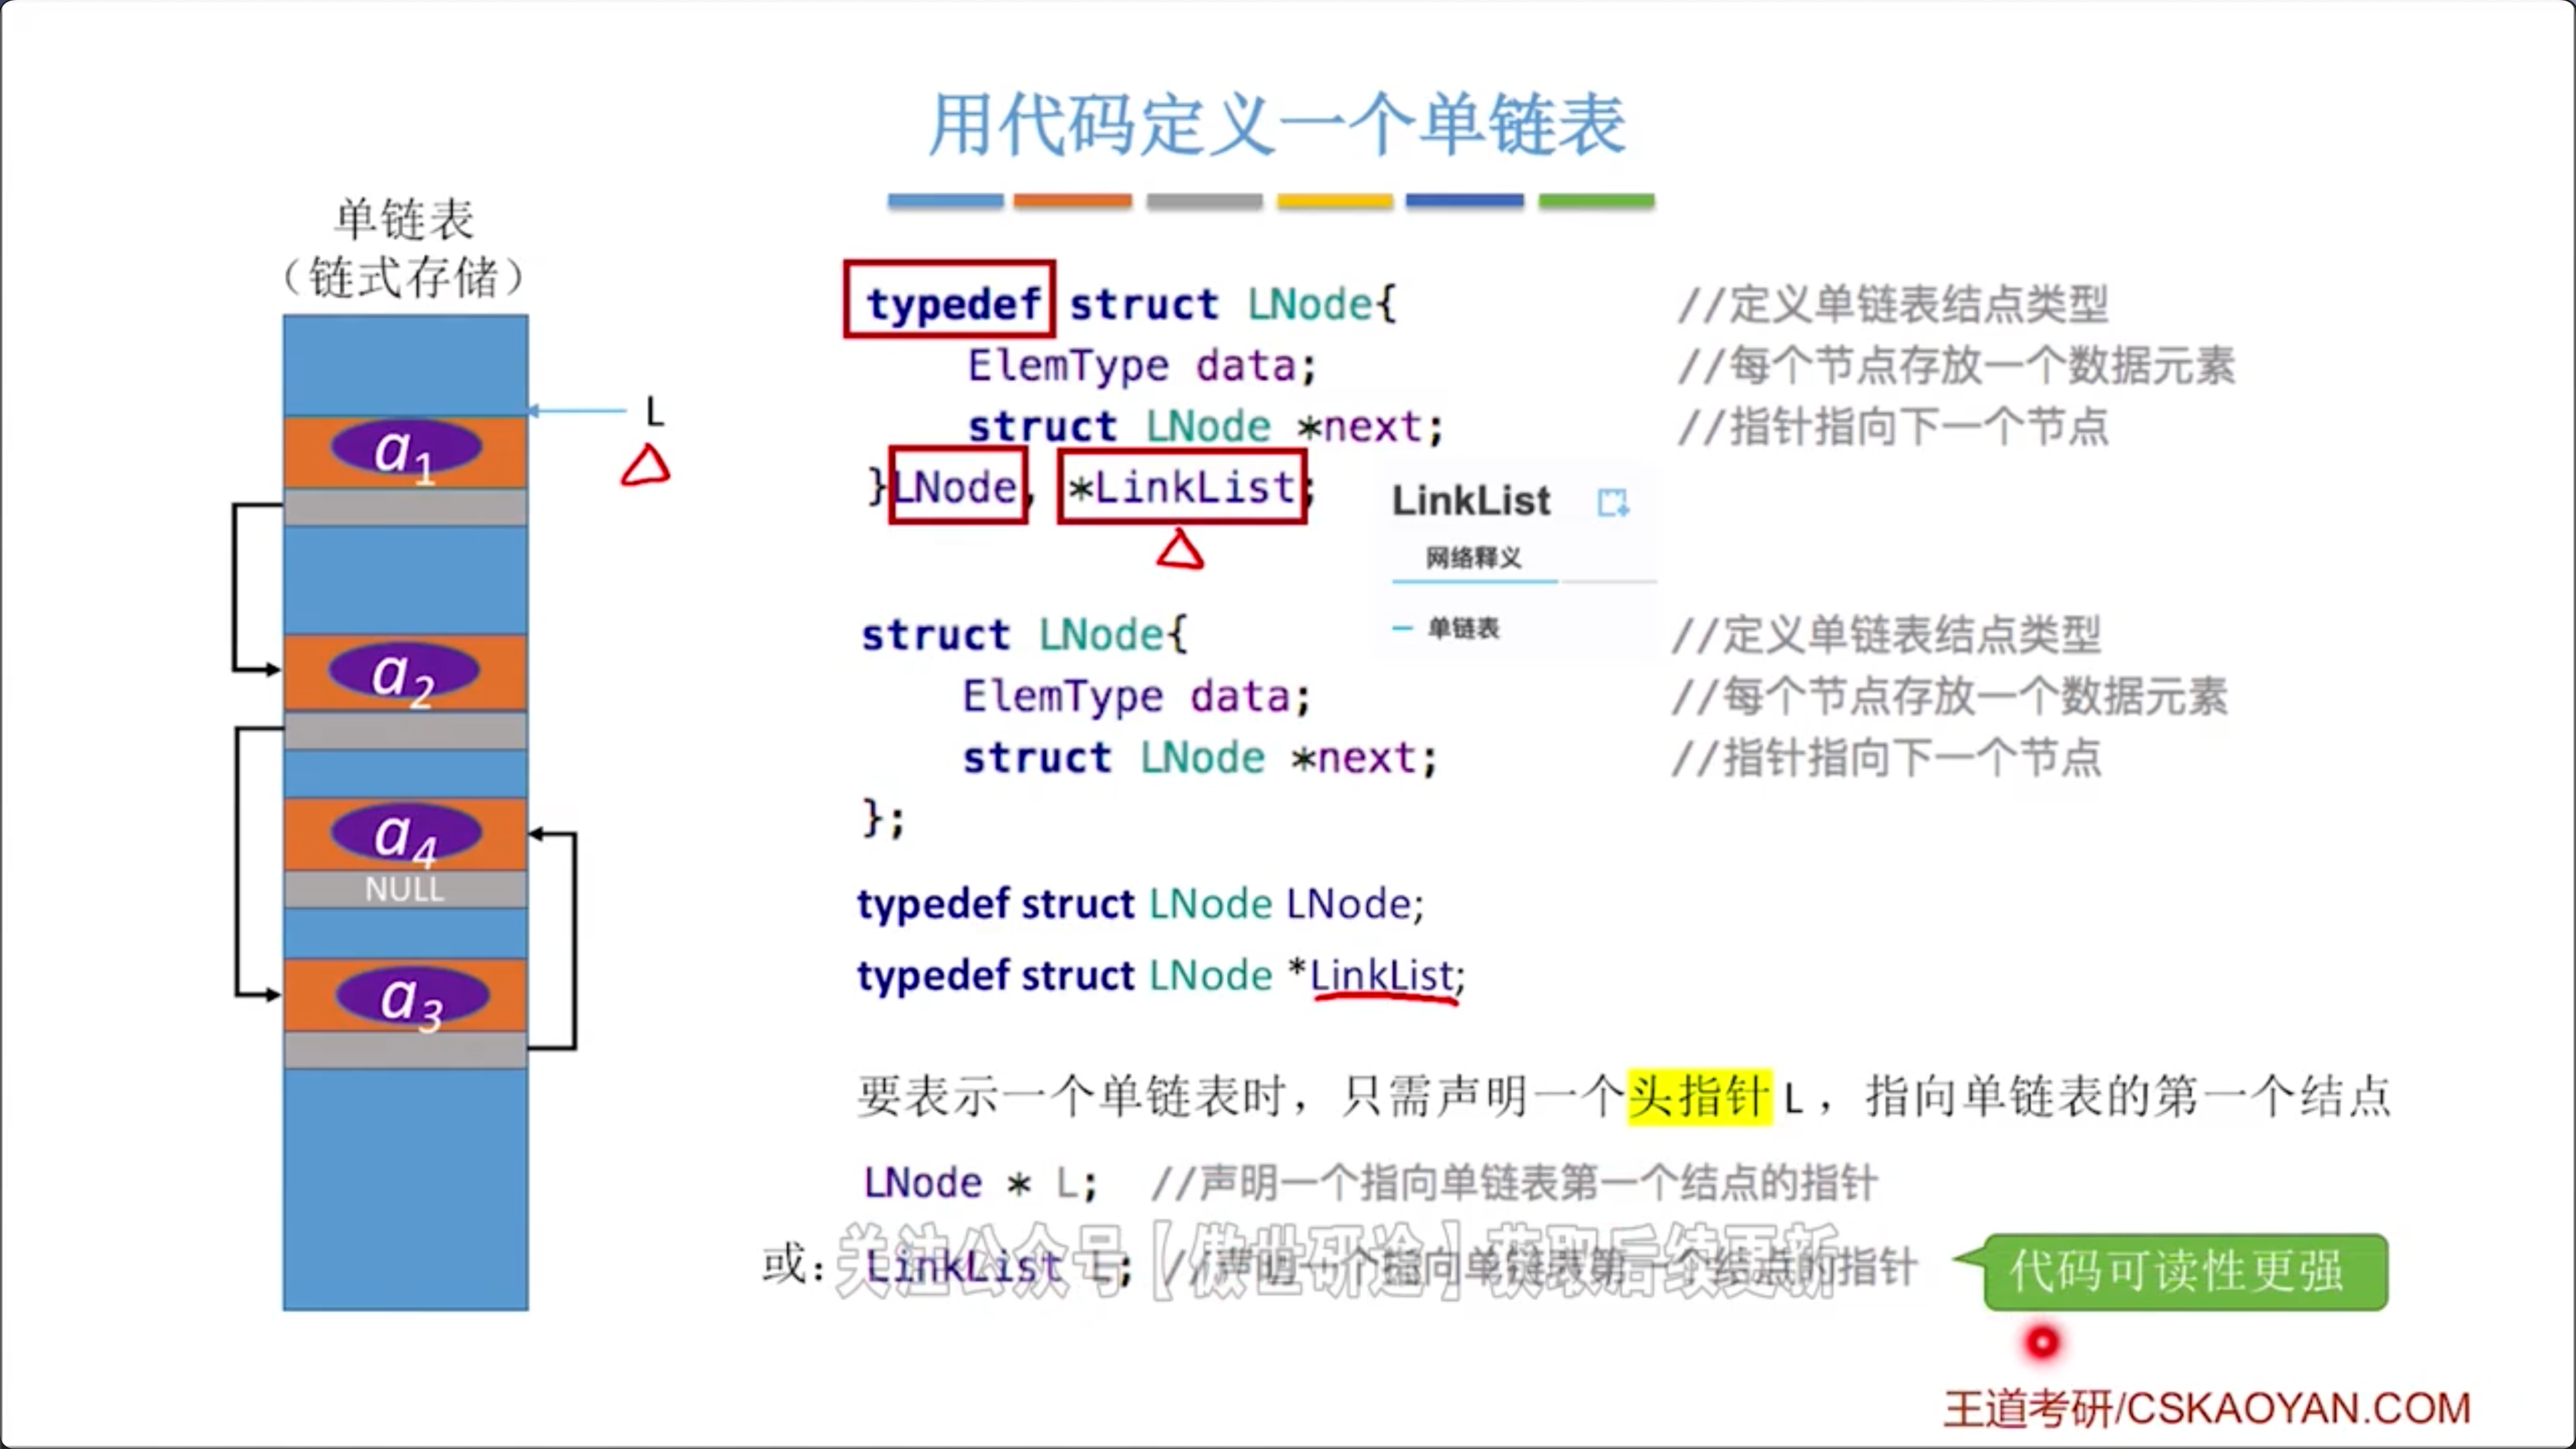 用代码定义一个单链表
单链表
（链式存储）
L
a1
a2
a4
NULL
a3
typedef struct LNode{ //定义单链表结点类型
ElemType data; //每个节点存放一个数据元素
struct LNode *next; //指针指向下一个节点
}LNode, *LinkList;
LinkList
网络释义
单链表
struct LNode{ //定义单链表结点类型
ElemType data; //每个节点存放一个数据元素
struct LNode *next; //指针指向下一个节点
};
typedef struct LNode LNode;
typedef struct LNode *LinkList;
要表示一个单链表时，只需声明一个头指针 L ，指向单链表的第一个结点
LNode * L; //声明一个指向单链表第一个结点的指针
或：LinkList L; //声明一个指向单链表第一个结点的指针
关注公众号【傲世研途】获取后续更新
代码可读性更强
王道考研/CSKAOYAN.COM